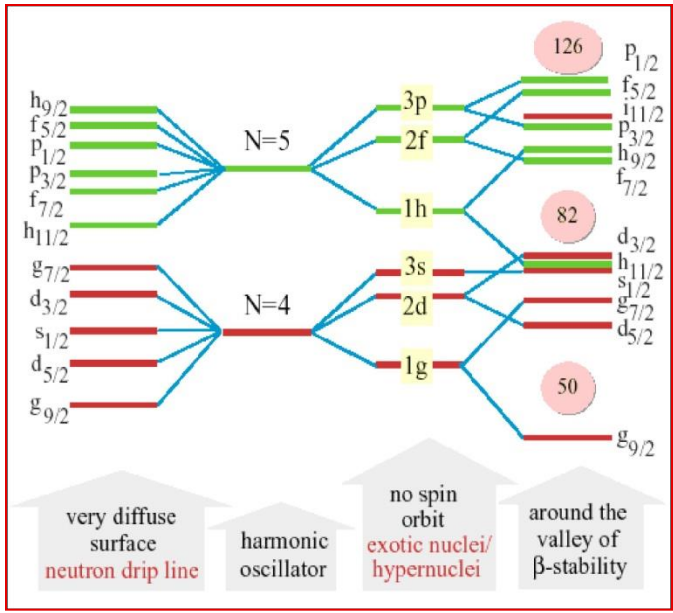 h9/2
f5/2
p1/2
p3/2
f7/2
h11/2
g7/2
d3/2
s1/2
d5/2
g9/2
N=5
N=4
3p
2f
1h
3s
2d
1g
126
82
50
p1/2
f5/2
i11/2
p3/2
h9/2
f7/2
d3/2
h11/2
s1/2
g7/2
d5/2
g9/2
very diffuse
surface
neutron drip line
harmonic
oscillator
no spin
orbit
exotic nuclei/
hypernuclei
around the
valley of
β-stability